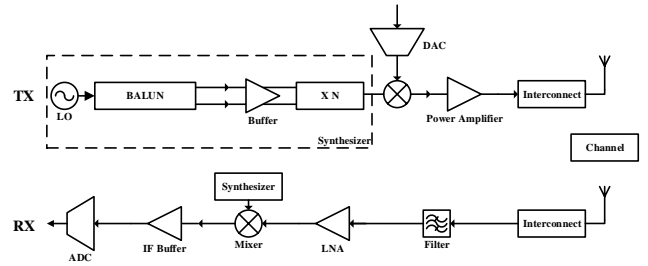 DAC
TX
LO
BALUN
Buffer
X N
Synthesizer
Power Amplifier
Interconnect
Channel
Synthesizer
RX
ADC
IF Buffer
Mixer
LNA
Filter
Interconnect